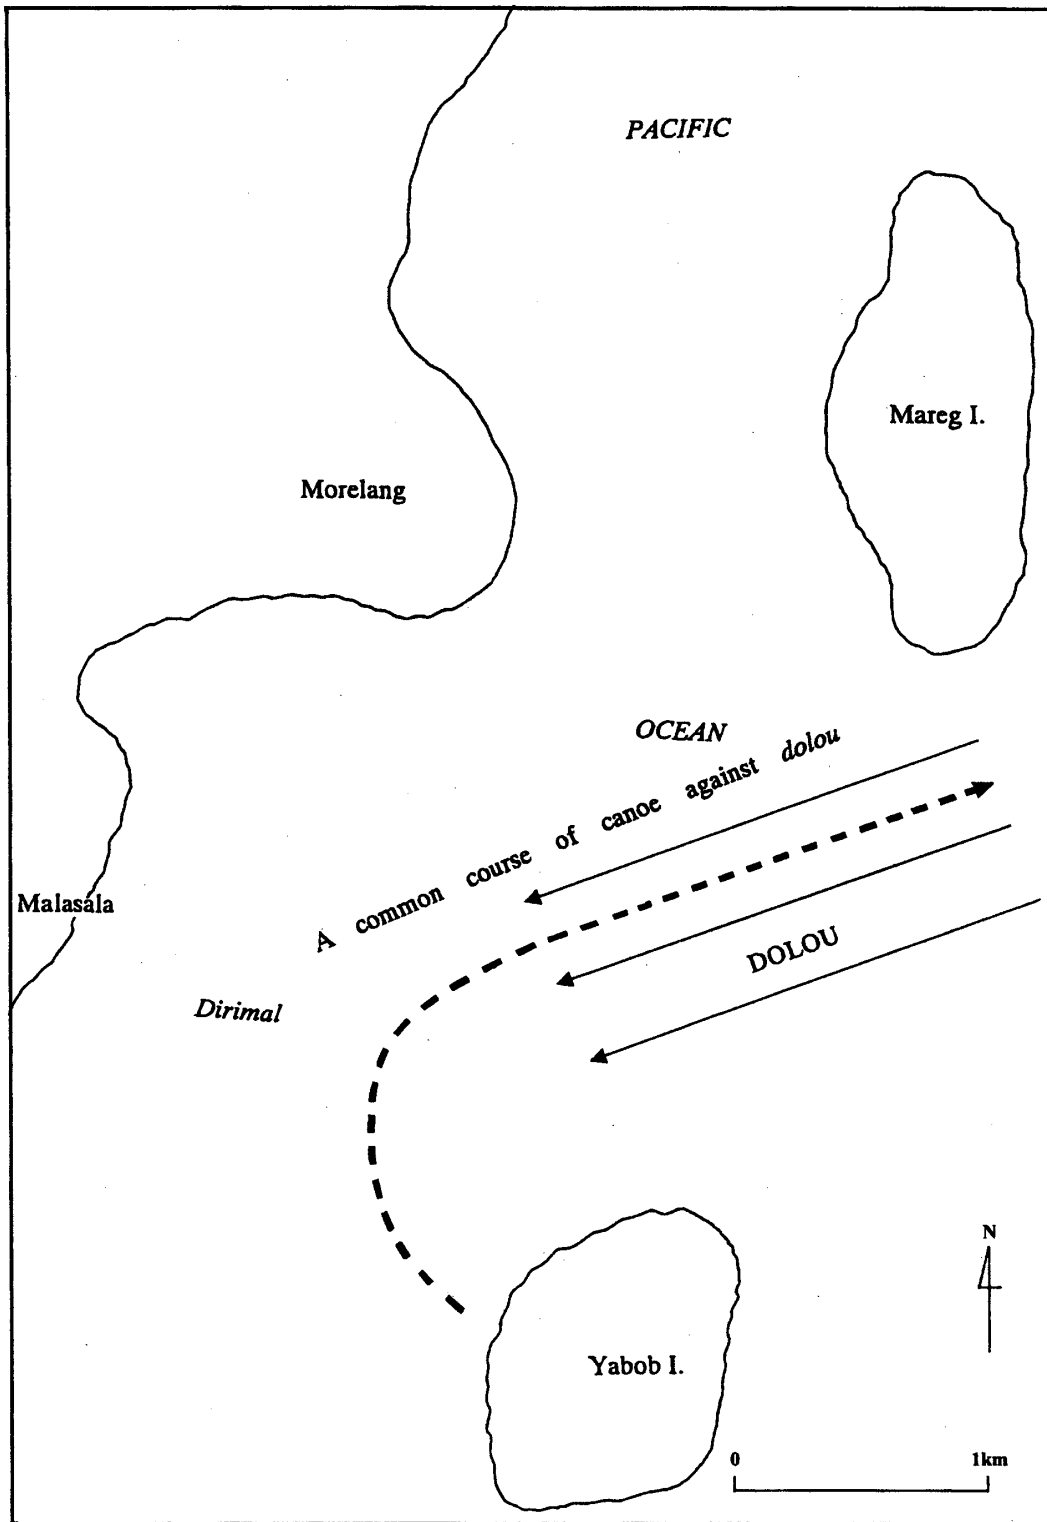 PACIFIC
Mareg I.
Morelang
OCEAN
A common course of canoe against dolou
Malasala
DOLOU
Dirimal
N
Yabob I.
0 1km